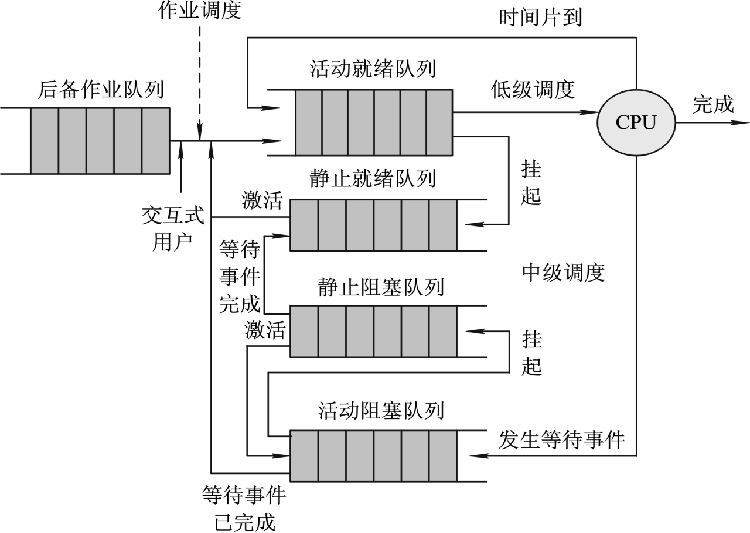 作业调度
时间片到
后备作业队列
活动就绪队列
低级调度
CPU
完成
静止就绪队列
挂
起
激活
交互式
用户
等待
事件
完成
中级调度
静止阻塞队列
激活
挂
起
活动阻塞队列
发生等待事件
等待事件
已完成